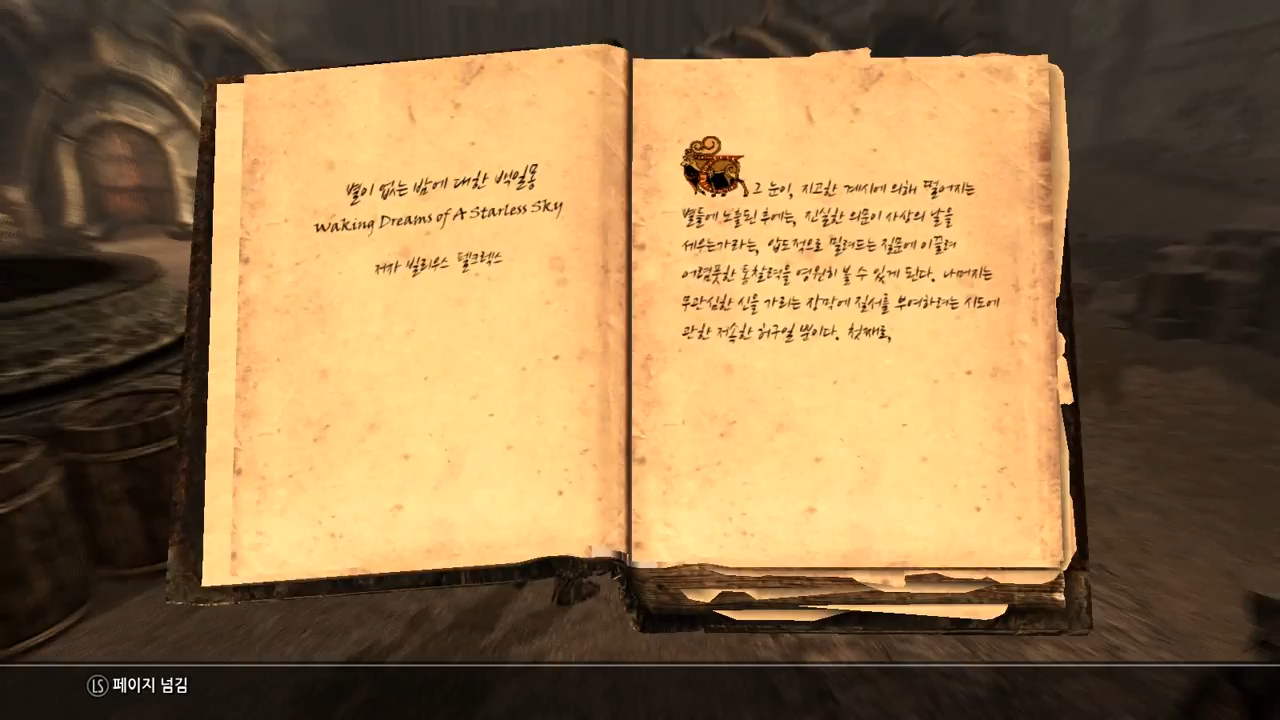 별이 없는 밤에 대한 백일몽
Waking Dreams of A Starless Sky
저자 빌리우스 펠크렉스
그 눈이, 지고한 계시에 의해 떨어지는
별들에 노출된 후에는, 진실한 의문이 사상의 날을
세우는가라는, 압도적으로 밀려드는 질문에 이끌려
어렴풋한 통찰력을 영원히 볼 수 있게 된다. 나머지는
무관심한 신을 가리는 장막에 질서를 부여하려는 시도에
관한 저속한 허구일 뿐이다. 첫째로,
LS 페이지 넘김